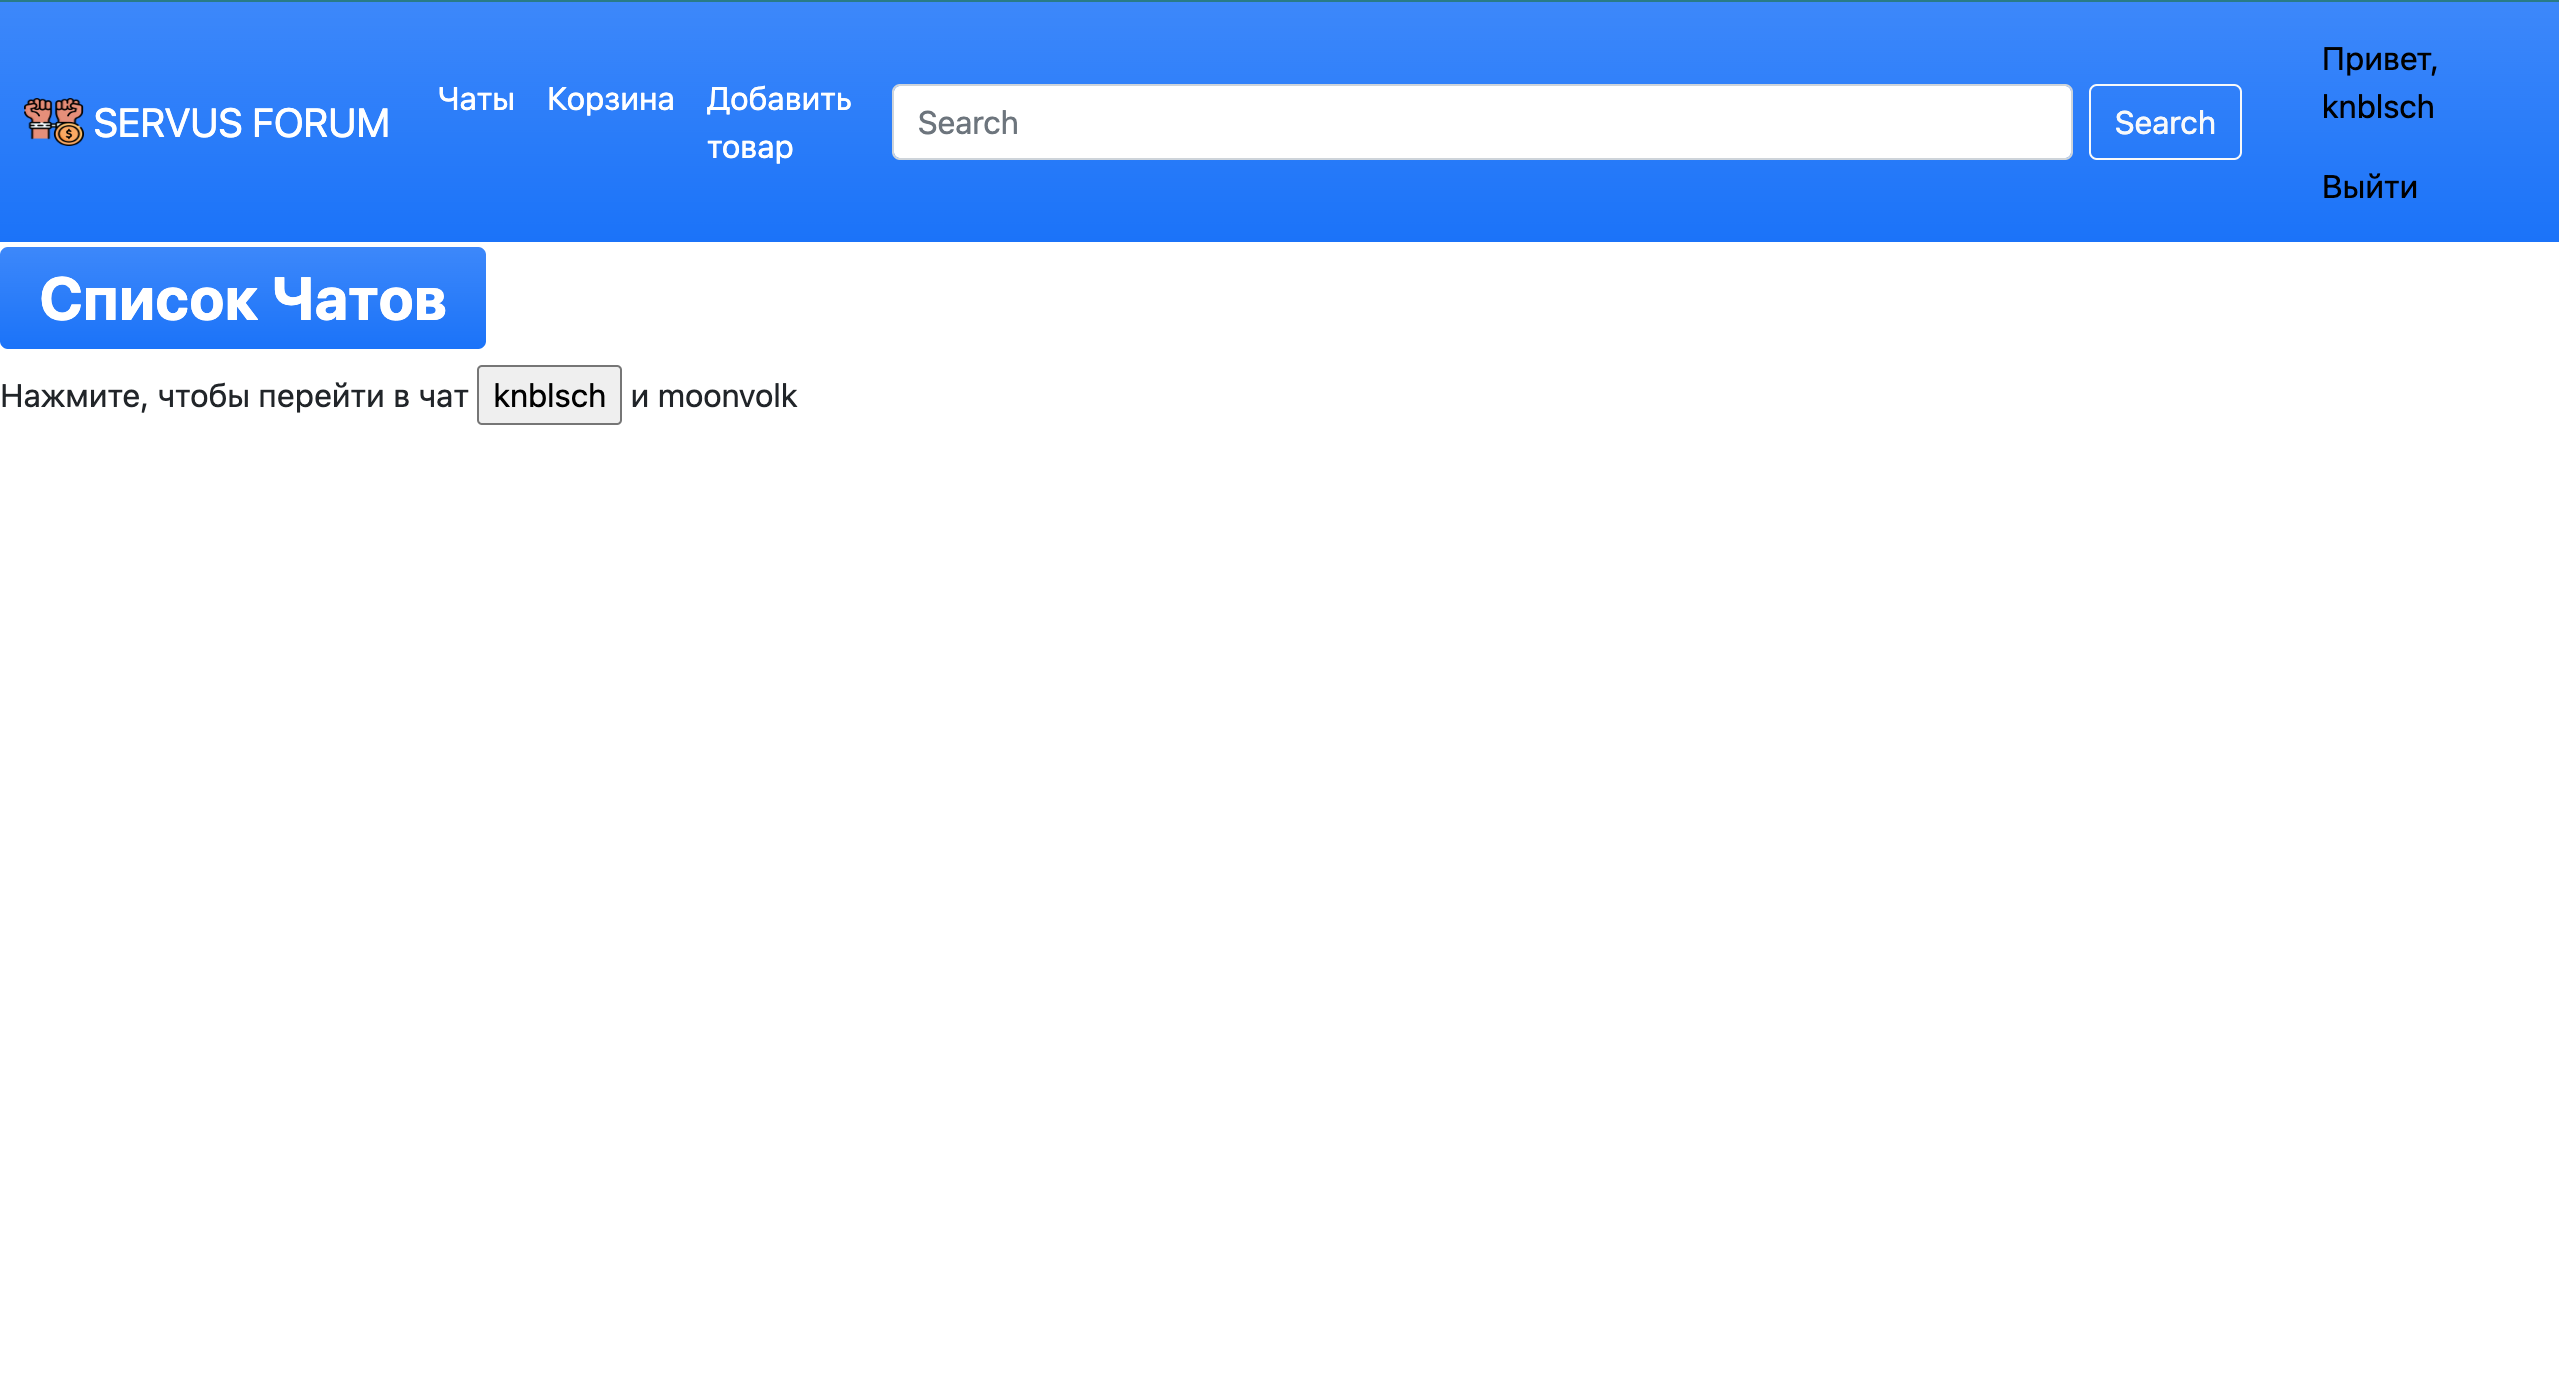 SERVUS FORUM
Чаты
Корзина
Добавить
товар
Search
Search
Привет,
knblsch
Выйти
Список Чатов
Нажмите, чтобы перейти в чат knblsch и moonvolk